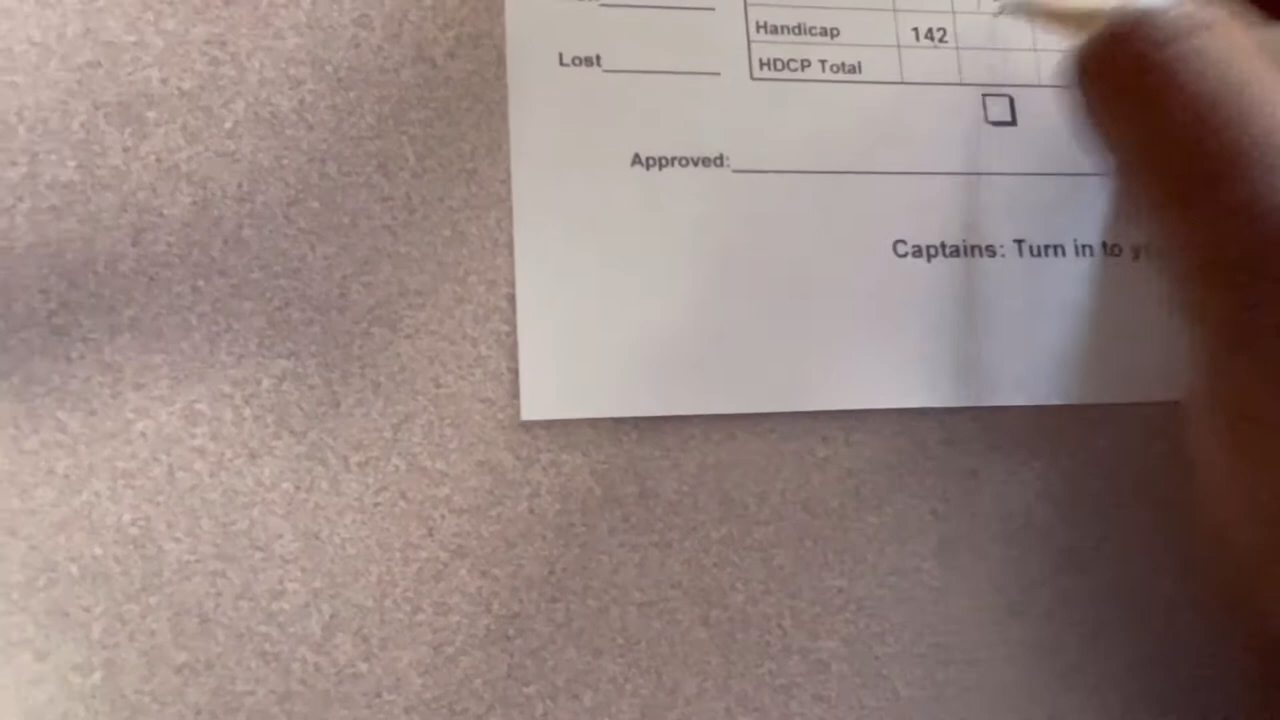 Handicap 142
Lost
HDCP Total
Approved:
Captains: Turn in to